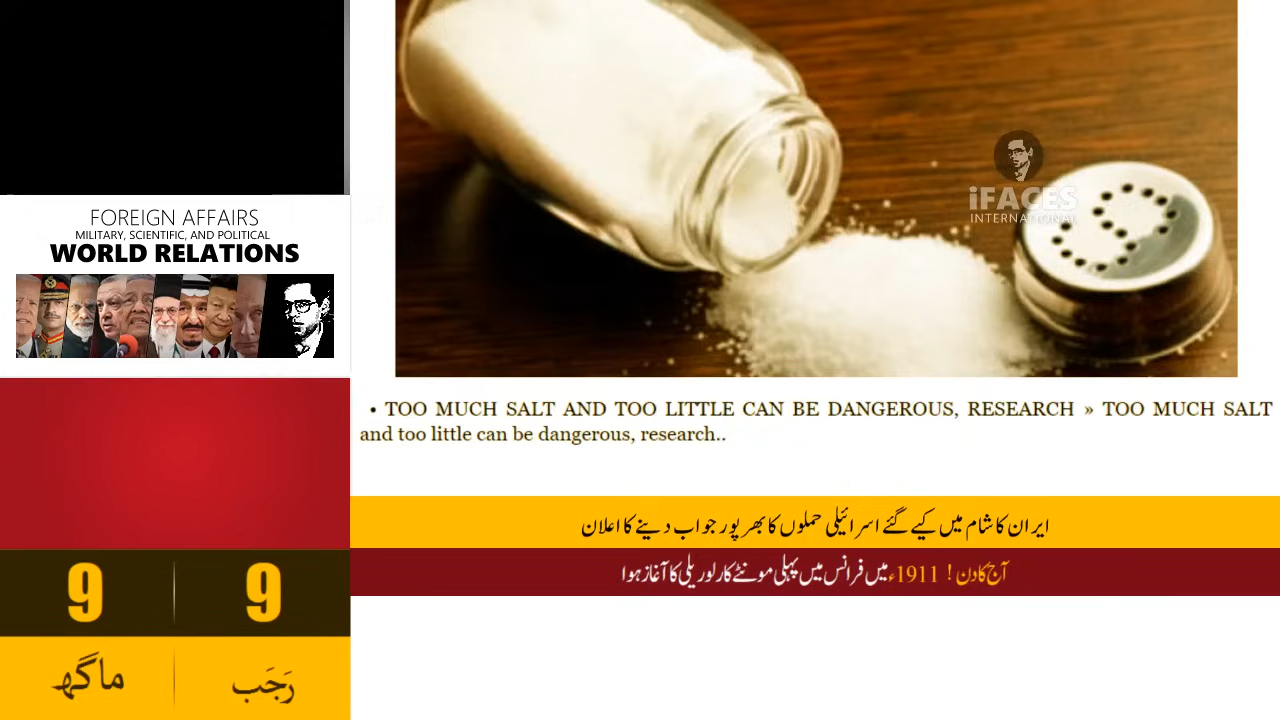 iFACES
INTERNATIONAL
FOREIGN AFFAIRS
MILITARY, SCIENTIFIC, AND POLITICAL
WORLD RELATIONS
• TOO MUCH SALT AND TOO LITTLE CAN BE DANGEROUS, RESEARCH » TOO MUCH SALT
and too little can be dangerous, research..
ایران کا شام میں کیے گئے اسرائیلی حملوں کا بھرپور جواب دینے کا اعلان
آج کا دن ! 1911ء میں فرانس میں پہلی مونٹے کارلو ریلی کا آغاز ہوا
9 9
ماگھ رَجَب